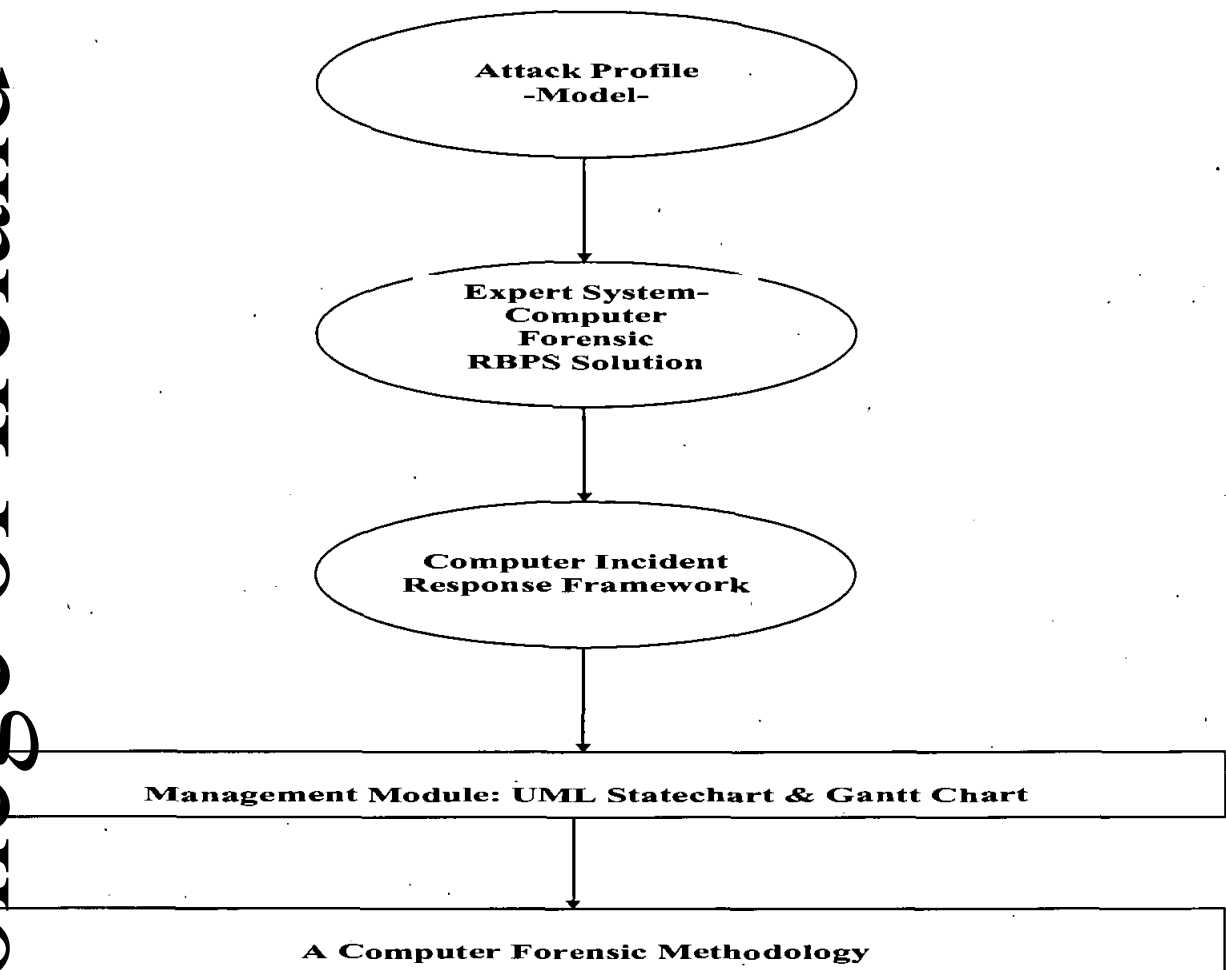 Attack Profile
-Model-
Expert System-
Computer
Forensic
RBPS Solution
Computer Incident
Response Framework
Management Module: UML Statechart & Gantt Chart
A Computer Forensic Methodology